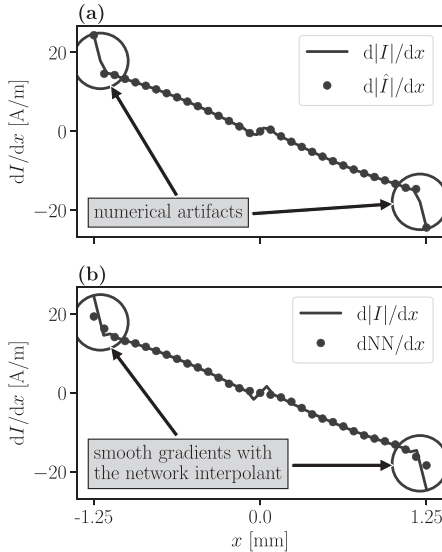 (a)
20
0
−20
dI/dx [A/m]
d|I|/dx
d|Î|/dx
numerical artifacts
(b)
20
0
−20
dI/dx [A/m]
d|I|/dx
dNN/dx
smooth gradients with
the network interpolant
-1.25
0.0
1.25
x [mm]